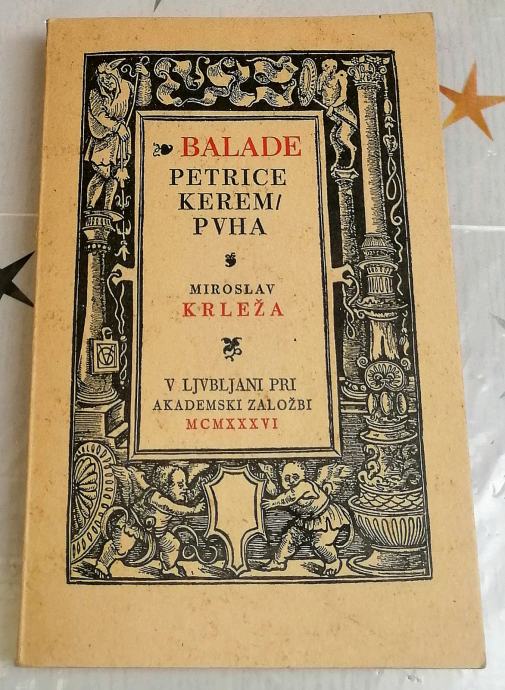 BALADE
PETRICE
KEREM/
PVHA
MIROSLAV
KRLEŽA
V LJVBLJANI PRI
AKADEMSKI ZALOŽBI
MCMXXXVI